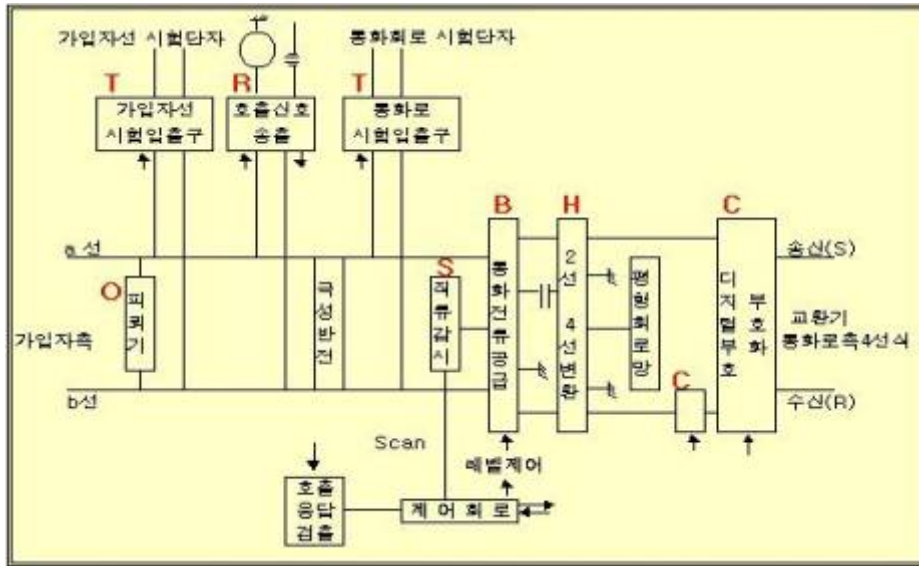 가입자선 시험단자
통화회로 시험단자
T
R
T
가입자선
시험입출구
호출신호
송출
통화로
시험입출구
B
H
C
a 선
송신(S)
O
피뢰기
극성반전
S
직류감시
통화전류공급
2선 4선변환
평형회로망
디지털부호
부호화
가입자측
교환기
통화로측4선식
b선
C
수신(R)
Scan
레벨제어
호출
응답
검출
제어회로